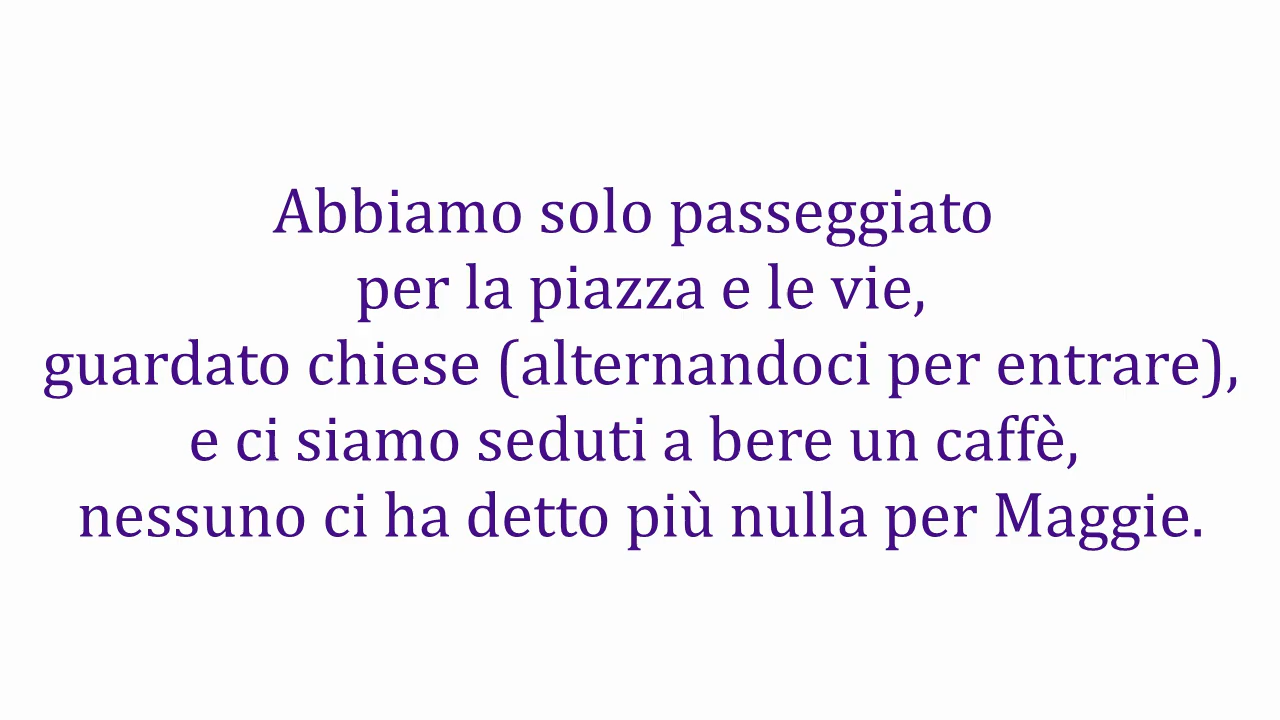 Abbiamo solo passeggiato
per la piazza e le vie,
guardato chiese (alternandoci per entrare),
e ci siamo seduti a bere un caffè,
nessuno ci ha detto più nulla per Maggie.